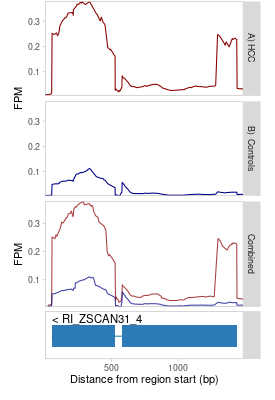 0.3
0.2
0.1
FPM
A) HCC
0.3
0.2
0.1
B) Controls
0.3
0.2
0.1
FPM
Combined
< RI_ZSCAN31_4
500
1000
Distance from region start (bp)